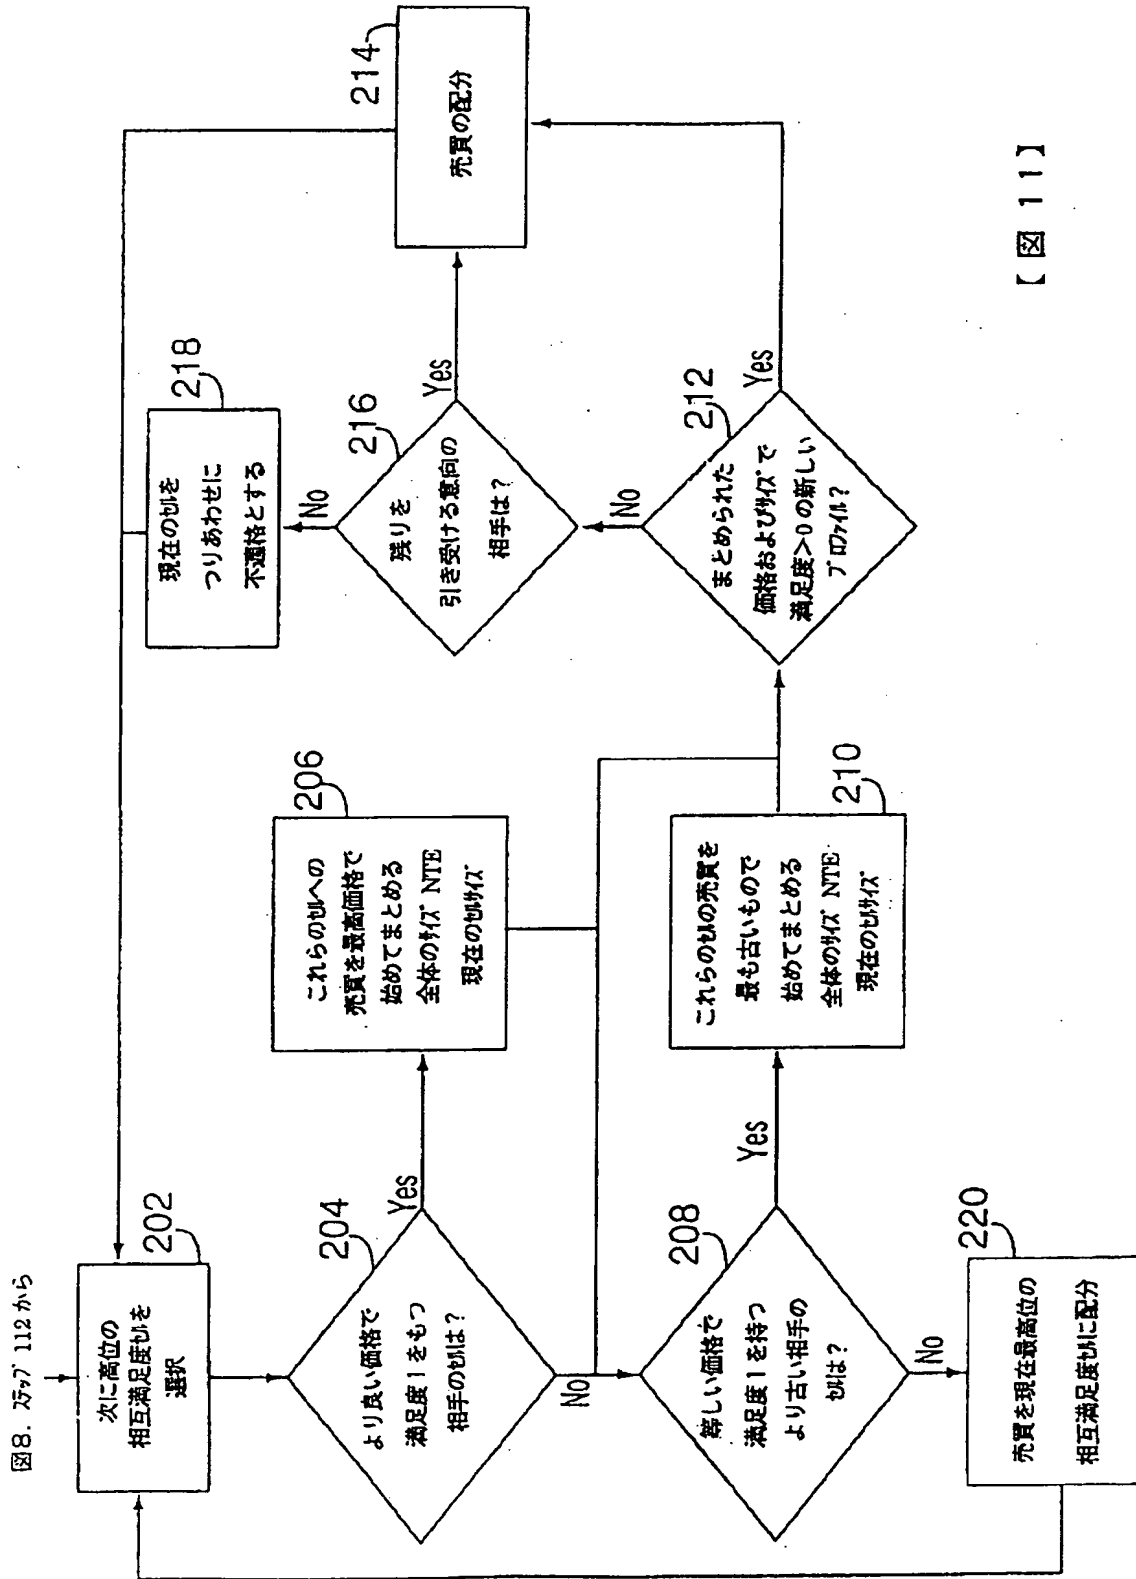 図8. ステップ 112 から
202
次に高位の
相互満足度セルを
選択
204
より良い価格で
満足度1をもつ
相手のセルは?
Yes
No
206
これらのセルへの
売買を最高価格で
始めてまとめる
全体のサイズ NTE
現在のセルサイズ
208
等しい価格で
満足度1を持つ
より古い相手の
セルは?
Yes
No
210
これらのセルの売買を
最も古いもので
始めてまとめる
全体のサイズ NTE
現在のセルサイズ
220
売買を現在最高位の
相互満足度セルに配分
212
まとめられた
価格およびサイズで
満足度>0の新しい
プロファイル?
Yes
No
216
残りを
引き受ける意向の
相手は?
Yes
No
218
現在のセルを
つりあわせに
不適格とする
214
売買の配分
【図11】